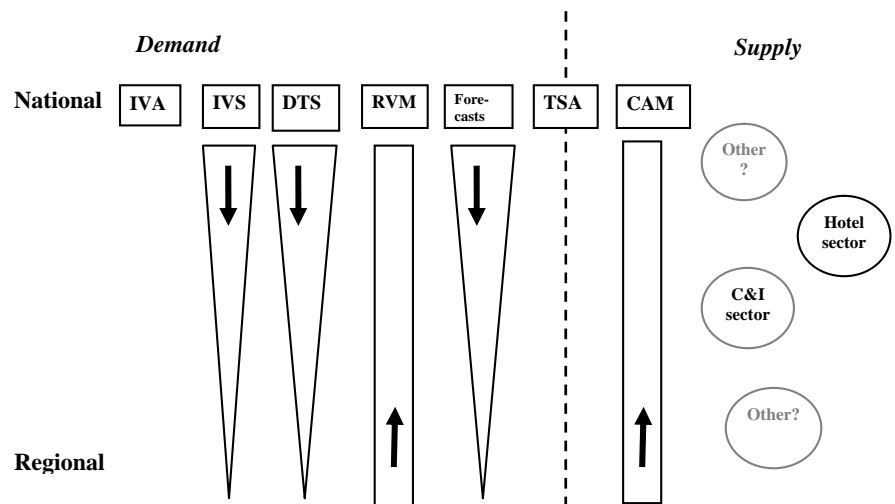 Demand
Supply
National
IVA
IVS
DTS
RVM
Fore-
casts
TSA
CAM
Other
?
Hotel
sector
C&I
sector
Other?
Regional